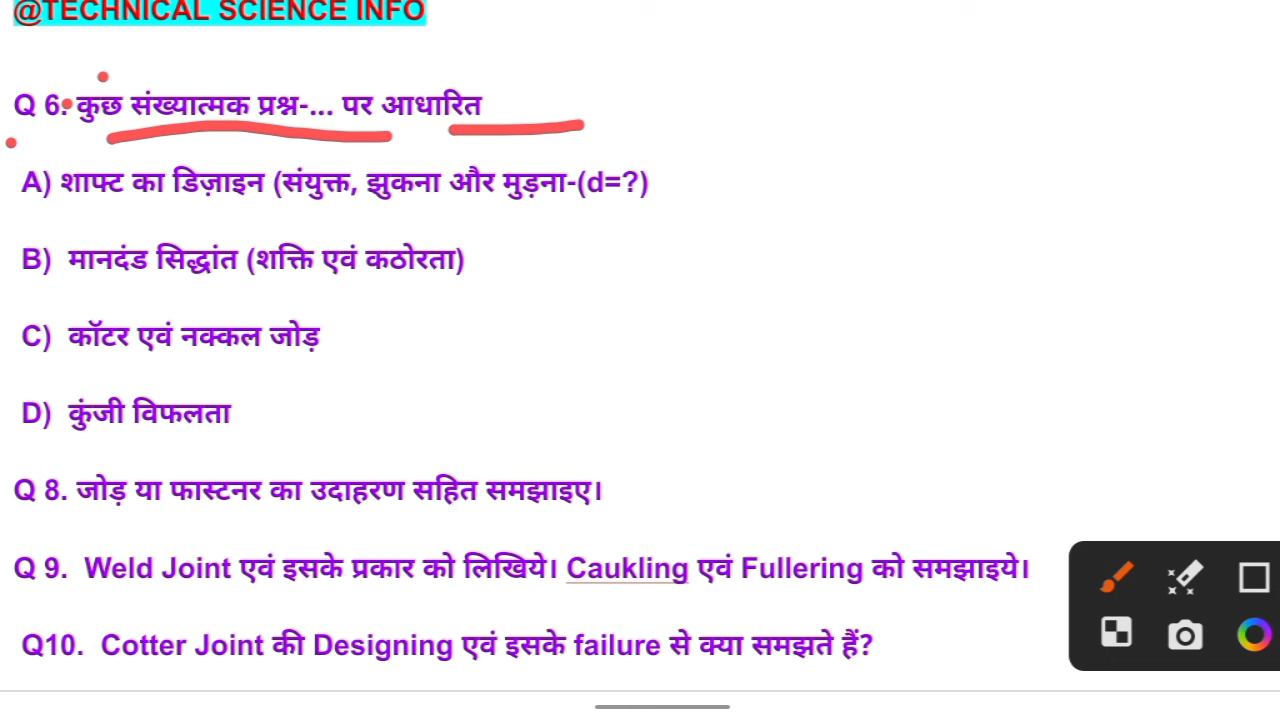 @TECHNICAL SCIENCE INFO
Q 6. कुछ संख्यात्मक प्रश्न-... पर आधारित
A) शाफ्ट का डिज़ाइन (संयुक्त, झुकना और मुड़ना-(d=?)
B) मानदंड सिद्धांत (शक्ति एवं कठोरता)
C) कॉटर एवं नक्कल जोड़
D) कुंजी विफलता
Q 8. जोड़ या फास्टनर का उदाहरण सहित समझाइए।
Q 9. Weld Joint एवं इसके प्रकार को लिखिये। Caukling एवं Fullering को समझाइये।
Q10. Cotter Joint की Designing एवं इसके failure से क्या समझते हैं?